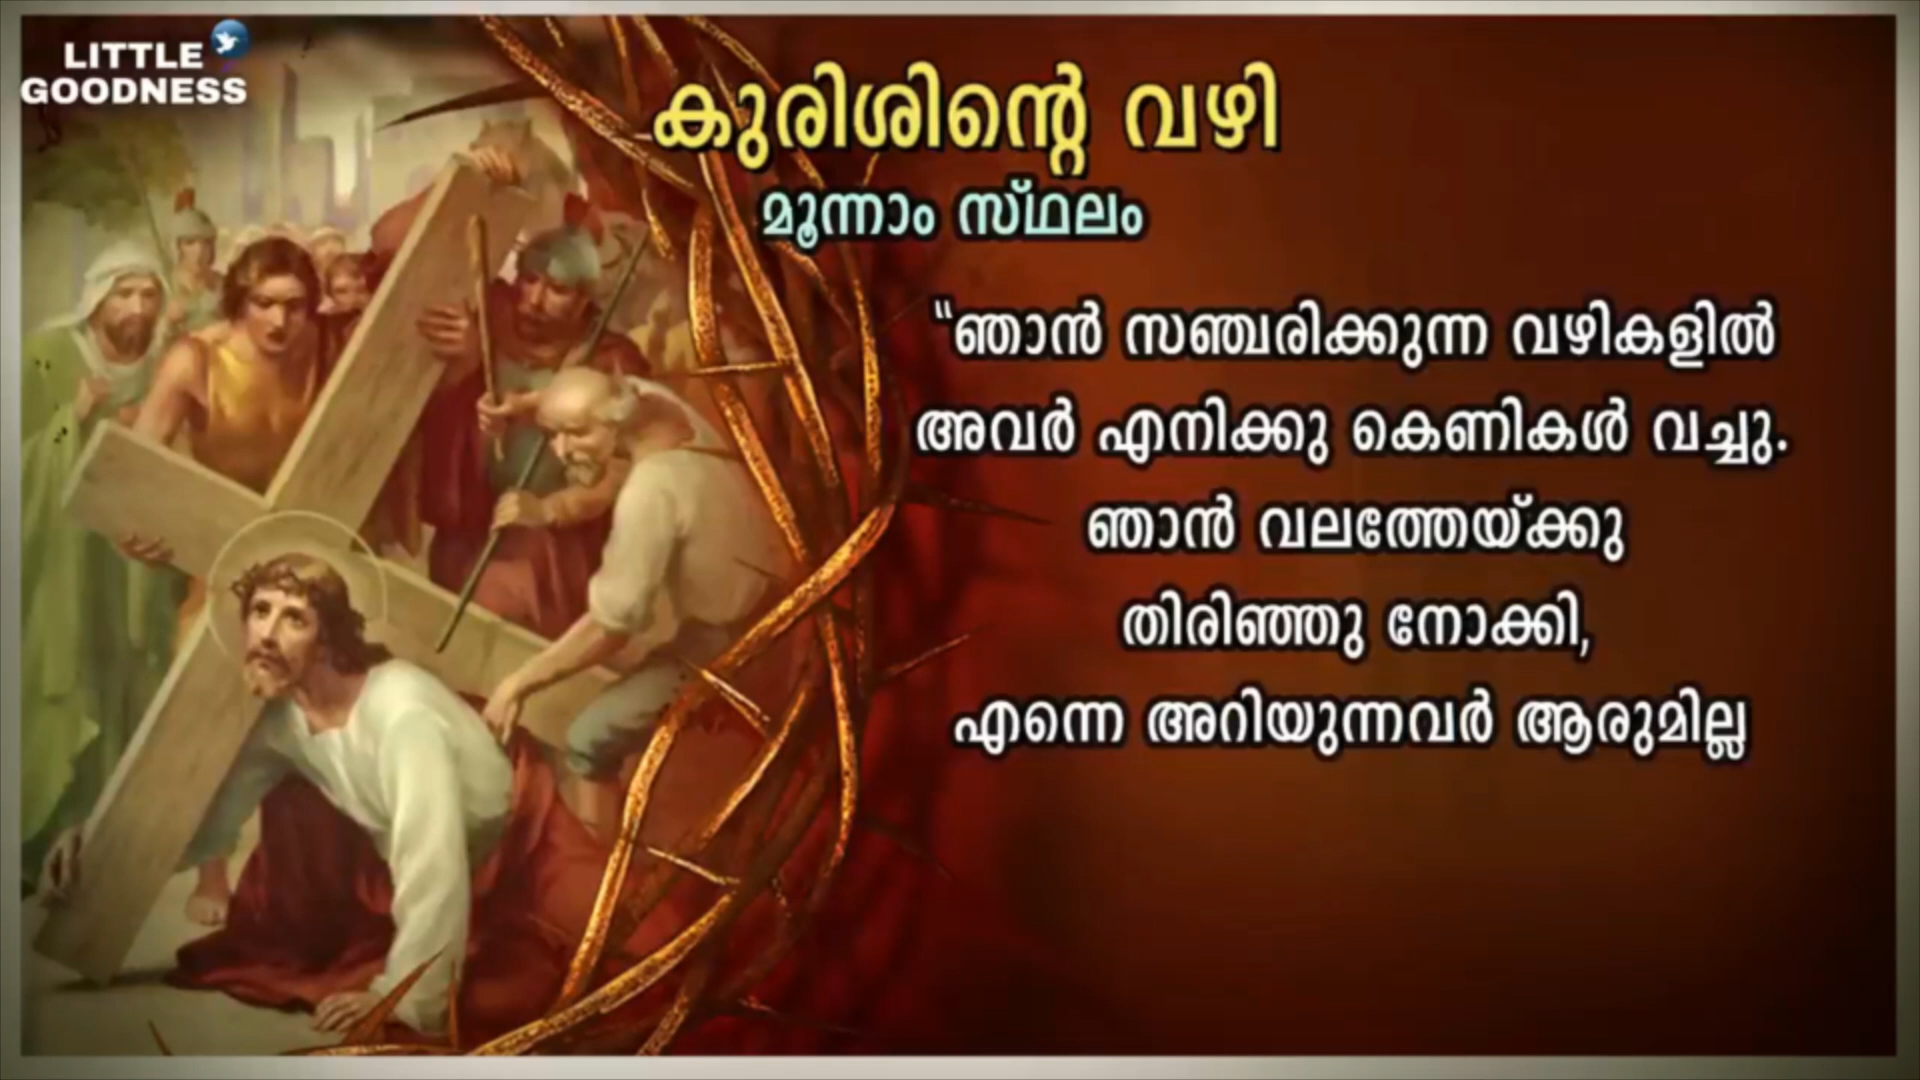 LITTLE
GOODNESS
കുരിശിന്റെ വഴി
മൂന്നാം സ്ഥലം
“ഞാൻ സഞ്ചരിക്കുന്ന വഴികളിൽ
അവർ എനിക്കു കെണികൾ വച്ചു.
ഞാൻ വലത്തേയ്ക്കു
തിരിഞ്ഞു നോക്കി,
എന്നെ അറിയുന്നവർ ആരുമില്ല